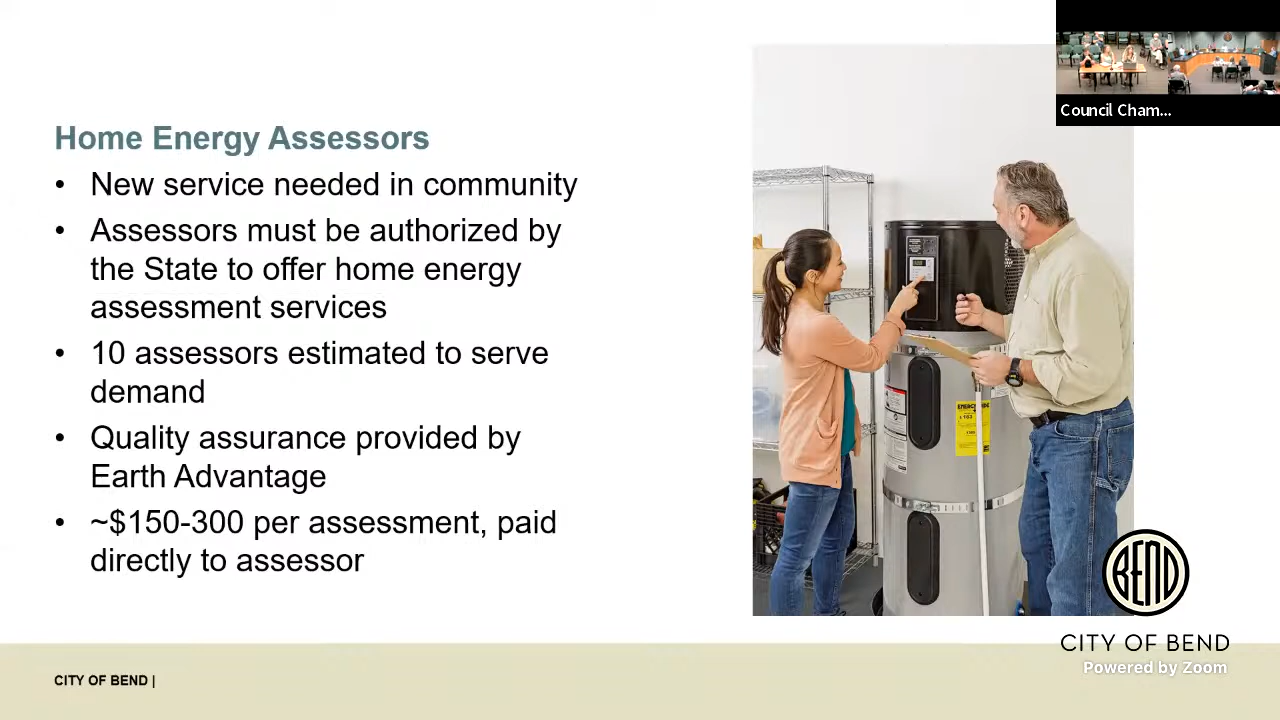 Council Cham...
Home Energy Assessors
• New service needed in community
• Assessors must be authorized by
the State to offer home energy
assessment services
• 10 assessors estimated to serve
demand
• Quality assurance provided by
Earth Advantage
• ~$150-300 per assessment, paid
directly to assessor
BEND
CITY OF BEND
Powered by Zoom
CITY OF BEND |